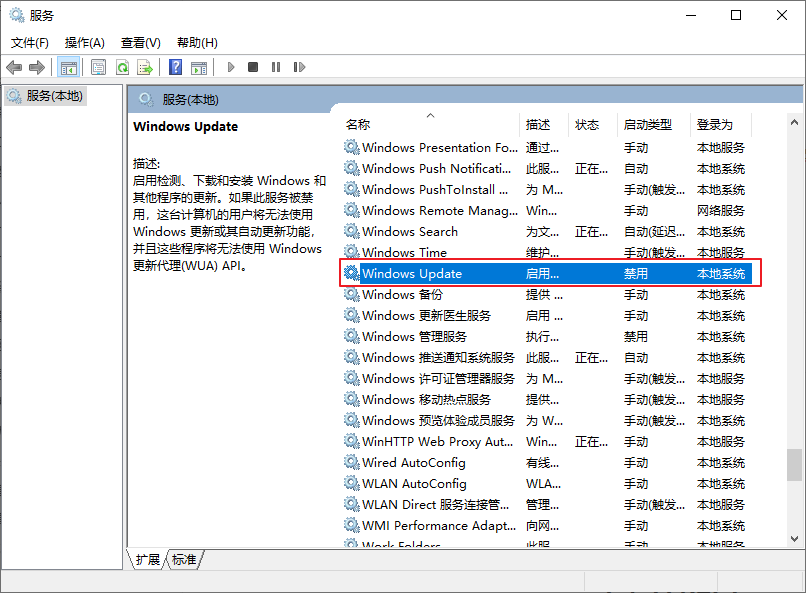 服务
文件(F) 操作(A) 查看(V) 帮助(H)
服务(本地)
服务(本地)
Windows Update
描述:
启用检测、下载和安装 Windows 和
其他程序的更新。如果此服务被禁
用，这台计算机的用户将无法使用
Windows 更新或其自动更新功能，
并且这些程序将无法使用 Windows
更新代理(WUA) API。
名称 描述 状态 启动类型 登录为
Windows Presentation Fo... 通过... 手动 本地服务
Windows Push Notificati... 此服... 正在... 自动 本地系统
Windows PushToInstall ... 为 M... 手动(触发... 本地系统
Windows Remote Manag... Win... 手动 网络服务
Windows Search 为文... 正在... 自动(延迟... 本地系统
Windows Time 维护... 手动(触发... 本地服务
Windows Update 启用... 禁用 本地系统
Windows 备份 提供 ... 手动 本地系统
Windows 更新医生服务 启用 ... 手动 本地系统
Windows 管理服务 执行... 禁用 本地系统
Windows 推送通知系统服务 此服... 正在... 自动 本地系统
Windows 许可证管理器服务 为 M... 手动(触发... 本地服务
Windows 移动热点服务 提供... 手动(触发... 本地服务
Windows 预览体验成员服务 为 W... 手动(触发... 本地系统
WinHTTP Web Proxy Aut... Win... 正在... 手动 本地服务
Wired AutoConfig 有线... 手动 本地系统
WLAN AutoConfig WLA... 手动 本地系统
WLAN Direct 服务连接管... 管理... 手动(触发... 本地服务
WMI Performance Adapt... 向网... 手动 本地系统
Work Folders 此服... 手动 本地服务
扩展 标准